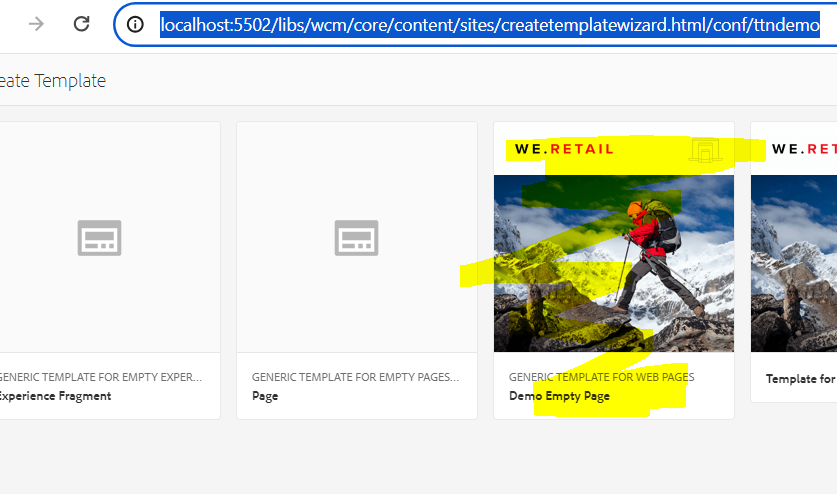 localhost:5502/libs/wcm/core/content/sites/createtemplatewizard.html/conf/ttndemo
eate Template
WE.RETAIL
WE.RET
GENERIC TEMPLATE FOR EMPTY EXPER...
Experience Fragment
GENERIC TEMPLATE FOR EMPTY PAGES...
Page
GENERIC TEMPLATE FOR WEB PAGES
Demo Empty Page
Template for